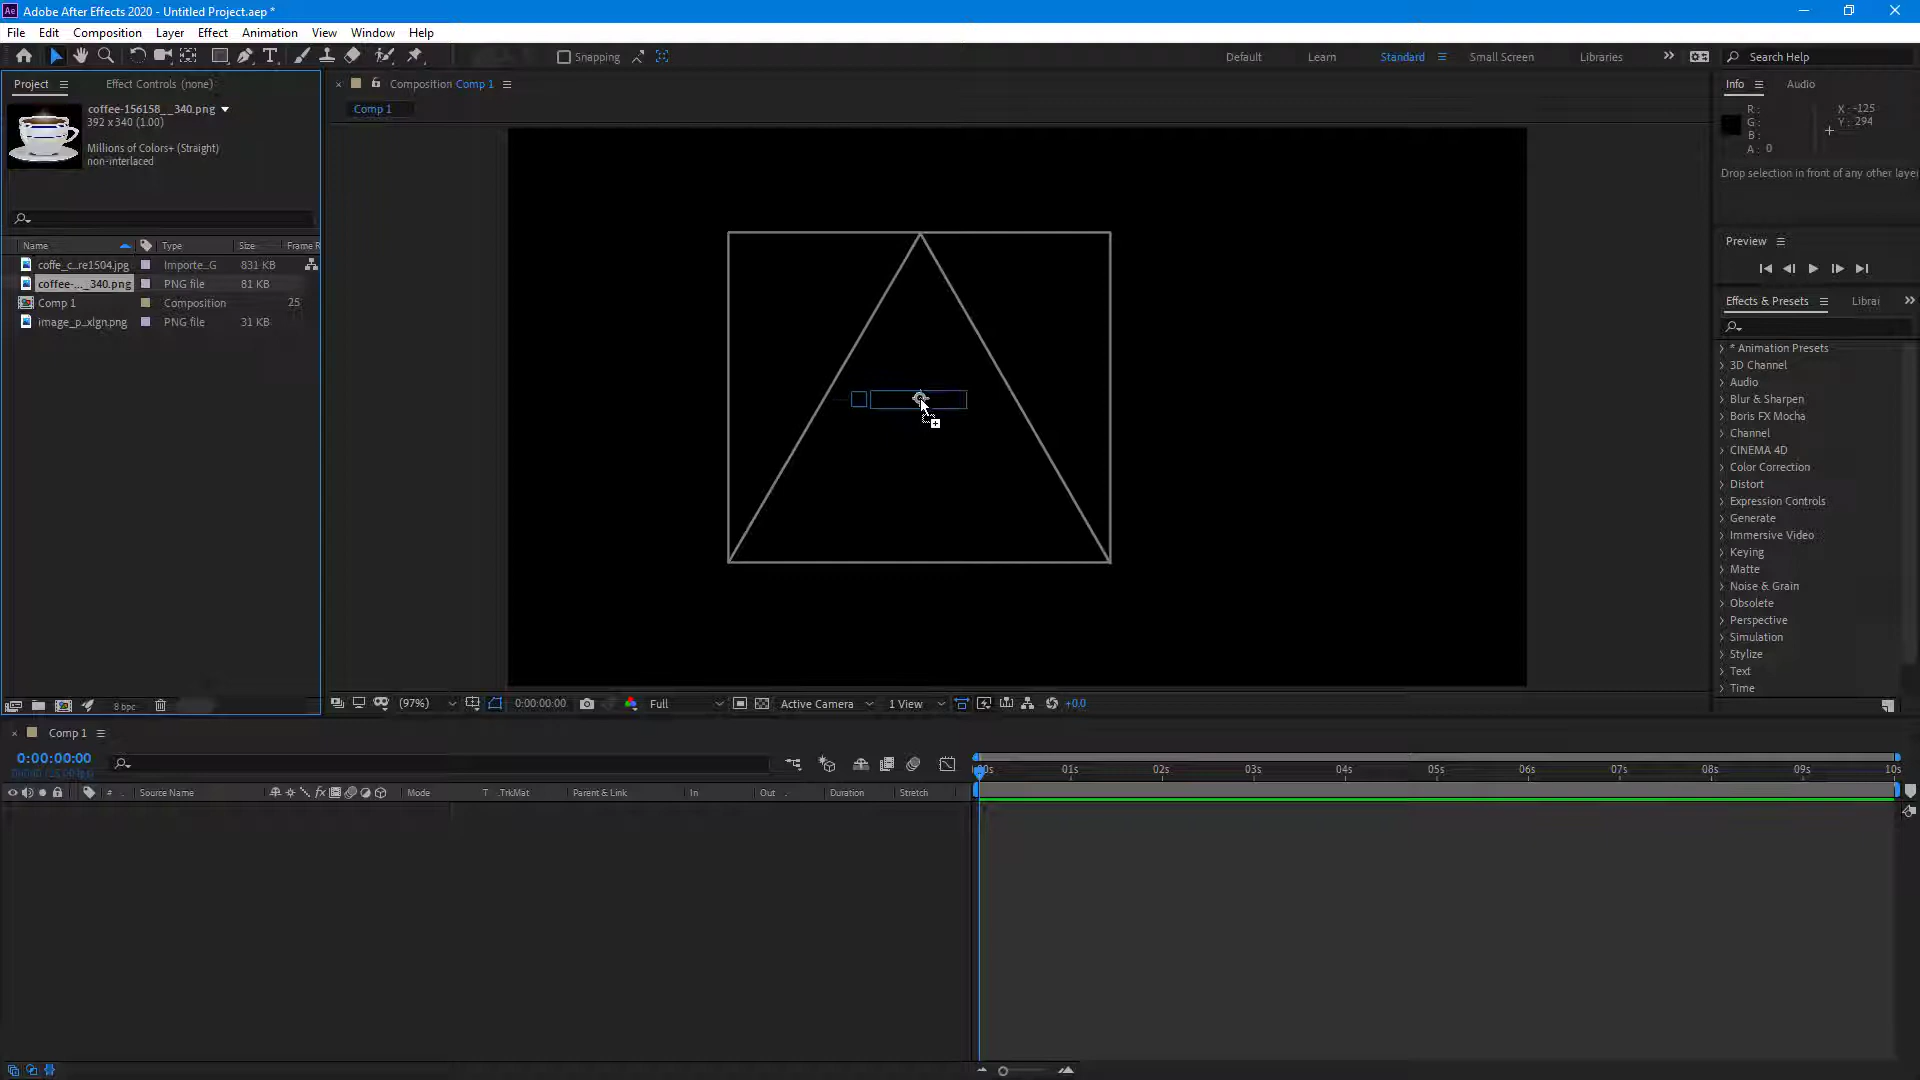 Adobe After Effects 2020 - Untitled Project.aep *
File Edit Composition Layer Effect Animation View Window Help
Snapping Default Learn Standard Small Screen Libraries Search Help
Project Effect Controls (none)
Composition Comp 1
Info Audio
coffee-156158__340.png
392 x 340 (1.00)
Millions of Colors+ (Straight)
non-interlaced
Comp 1
R :
G :
B :
A : 0
X : -125
Y : 294
Drop selection in front of any other layer
Preview
Name Type Size Frame R
coffe_c...re1504.jpg Importe_G 831 KB
coffee-..._340.png PNG file 81 KB
Comp 1 Composition 25
image_p_xlgn.png PNG file 31 KB
Effects & Presets Librai
* Animation Presets
3D Channel
Audio
Blur & Sharpen
Boris FX Mocha
Channel
CINEMA 4D
Color Correction
Distort
Expression Controls
Generate
Immersive Video
Keying
Matte
Noise & Grain
Obsolete
Perspective
Simulation
Stylize
Text
Time
8 bpc
(97%) 0:00:00:00 Full Active Camera 1 View +0.0
Comp 1
0:00:00:00
# Source Name fx Mode T .TrkMat Parent & Link In Out Duration Stretch
00s 01s 02s 03s 04s 05s 06s 07s 08s 09s 10s